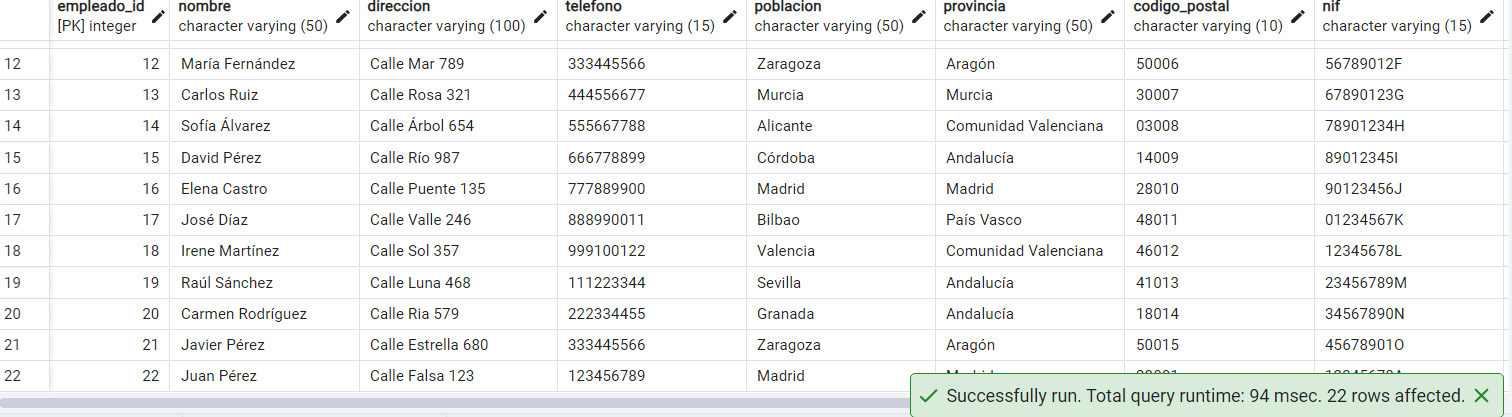 empleado_id nombre direccion telefono poblacion provincia codigo_postal nif
[PK] integer character varying (50) character varying (100) character varying (15) character varying (50) character varying (50) character varying (10) character varying (15)
12 12 María Fernández Calle Mar 789 333445566 Zaragoza Aragón 50006 56789012F
13 13 Carlos Ruiz Calle Rosa 321 444556677 Murcia Murcia 30007 67890123G
14 14 Sofía Álvarez Calle Árbol 654 555667788 Alicante Comunidad Valenciana 03008 78901234H
15 15 David Pérez Calle Río 987 666778899 Córdoba Andalucía 14009 89012345I
16 16 Elena Castro Calle Puente 135 777889900 Madrid Madrid 28010 90123456J
17 17 José Díaz Calle Valle 246 888990011 Bilbao País Vasco 48011 01234567K
18 18 Irene Martínez Calle Sol 357 999100122 Valencia Comunidad Valenciana 46012 12345678L
19 19 Raúl Sánchez Calle Luna 468 111223344 Sevilla Andalucía 41013 23456789M
20 20 Carmen Rodríguez Calle Ria 579 222334455 Granada Andalucía 18014 34567890N
21 21 Javier Pérez Calle Estrella 680 333445566 Zaragoza Aragón 50015 45678901O
22 22 Juan Pérez Calle Falsa 123 123456789 Madrid
Successfully run. Total query runtime: 94 msec. 22 rows affected.